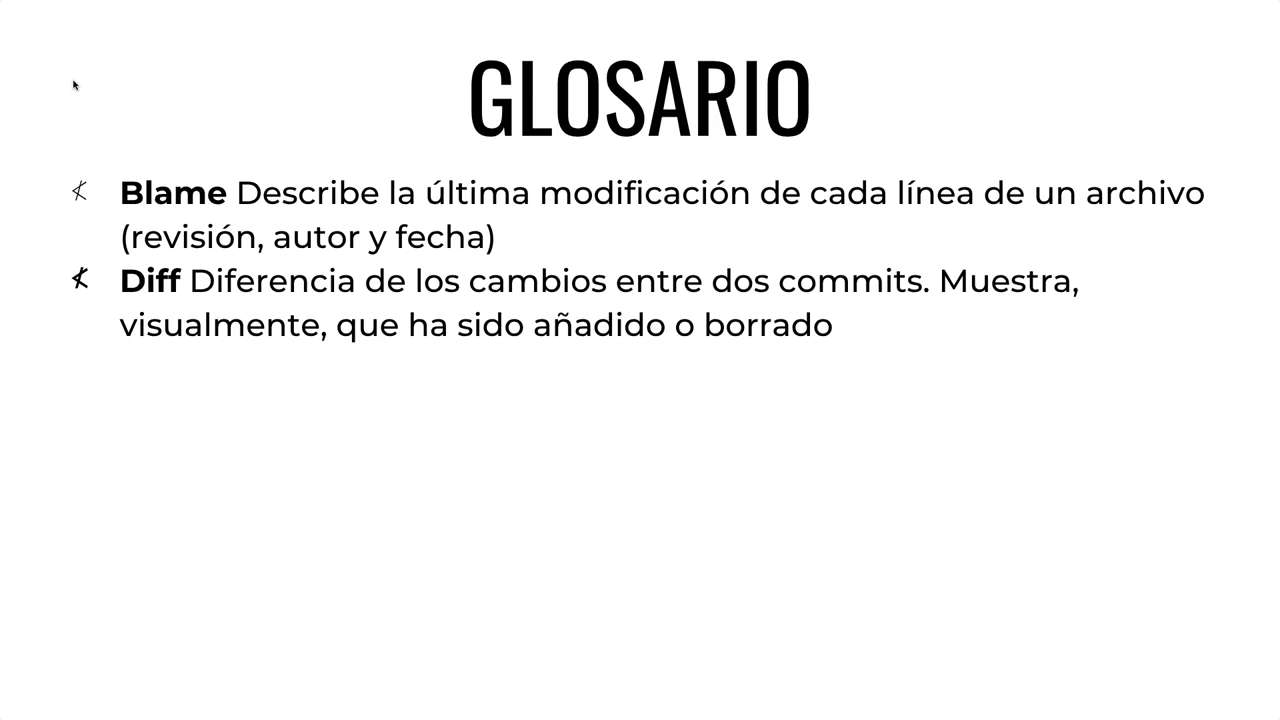 GLOSARIO
Blame Describe la última modificación de cada línea de un archivo
(revisión, autor y fecha)
Diff Diferencia de los cambios entre dos commits. Muestra,
visualmente, que ha sido añadido o borrado